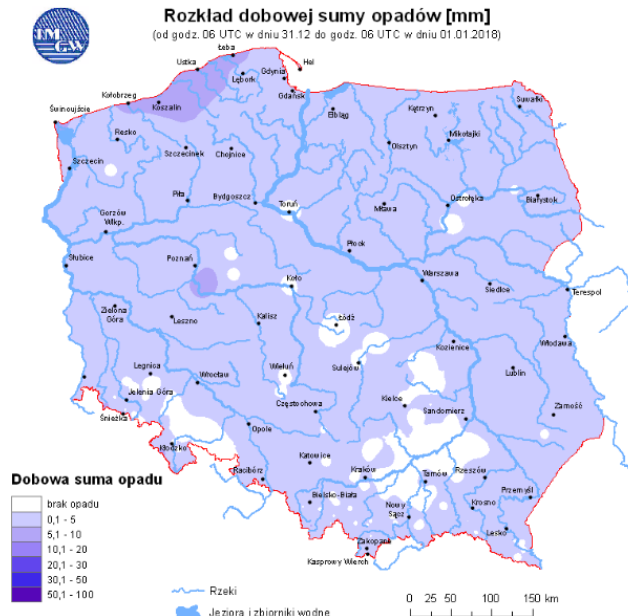 IM
GW
Rozkład dobowej sumy opadów [mm]
(od godz. 06 UTC w dniu 31.12 do godz. 06 UTC w dniu 01.01.2018)
Łeba
Ustka
Hel
Gdynia
Lębork
Kołobrzeg
Gdańsk
Suwałki
Koszalin
Elbląg
Kętrzyn
Świnoujście
Resko
Mikołajki
Szczecinek
Chojnice
Olsztyn
Szczecin
Piła
Bydgoszcz
Toruń
Mława
Ostrołęka
Białystok
Gorzów
Wlkp.
Płock
Słubice
Poznań
Koło
Warszawa
Siedlce
Terespol
Zielona
Góra
Leszno
Kalisz
Łódź
Kozienice
Włodawa
Legnica
Wrocław
Wieluń
Sulejów
Lublin
Jelenia Góra
Śnieżka
Częstochowa
Kielce
Sandomierz
Zamość
Opole
Kłodzko
Racibórz
Katowice
Kraków
Tarnów
Rzeszów
Bielsko-Biała
Nowy
Sącz
Krosno
Przemyśl
Lesko
Zakopane
Kasprowy Wierch
Dobowa suma opadu
brak opadu
0,1 - 5
5,1 - 10
10,1 - 20
20,1 - 30
30,1 - 50
50,1 - 100
Rzeki
Jeziora i zbiorniki wodne
0 25 50 100 150 km